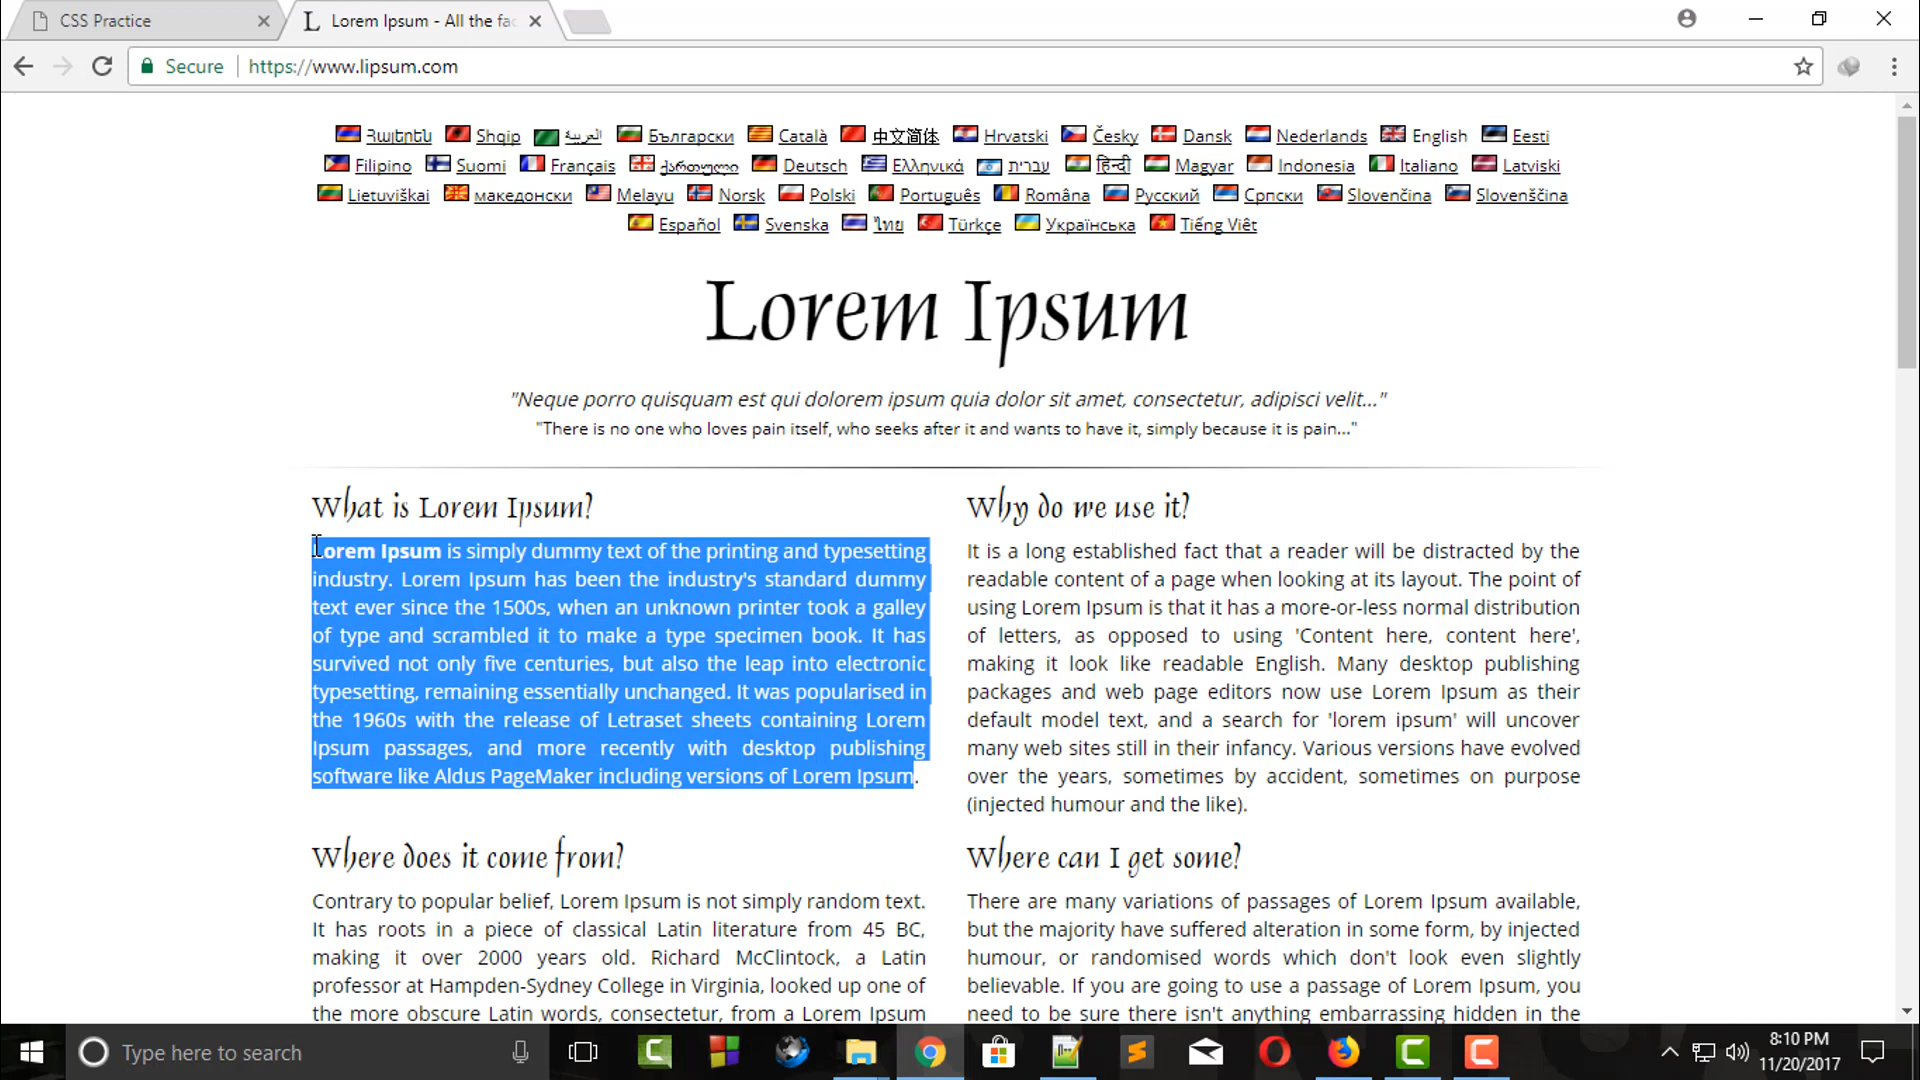 CSS Practice
Lorem Ipsum - All the fac
Secure
https://www.lipsum.com
Հայերեն Shqip العربية Български Català 中文简体 Hrvatski Česky Dansk Nederlands English Eesti
Filipino Suomi Français ქართული Deutsch Ελληνικά עברית हिन्दी Magyar Indonesia Italiano Latviski
Lietuviškai македонски Melayu Norsk Polski Português Româna Русский Српски Slovenčina Slovenščina
Español Svenska ไทย Türkçe Українська Tiếng Việt
Lorem Ipsum
"Neque porro quisquam est qui dolorem ipsum quia dolor sit amet, consectetur, adipisci velit..."
"There is no one who loves pain itself, who seeks after it and wants to have it, simply because it is pain..."
What is Lorem Ipsum?
Lorem Ipsum is simply dummy text of the printing and typesetting
industry. Lorem Ipsum has been the industry's standard dummy
text ever since the 1500s, when an unknown printer took a galley
of type and scrambled it to make a type specimen book. It has
survived not only five centuries, but also the leap into electronic
typesetting, remaining essentially unchanged. It was popularised in
the 1960s with the release of Letraset sheets containing Lorem
Ipsum passages, and more recently with desktop publishing
software like Aldus PageMaker including versions of Lorem Ipsum.
Why do we use it?
It is a long established fact that a reader will be distracted by the
readable content of a page when looking at its layout. The point of
using Lorem Ipsum is that it has a more-or-less normal distribution
of letters, as opposed to using 'Content here, content here',
making it look like readable English. Many desktop publishing
packages and web page editors now use Lorem Ipsum as their
default model text, and a search for 'lorem ipsum' will uncover
many web sites still in their infancy. Various versions have evolved
over the years, sometimes by accident, sometimes on purpose
(injected humour and the like).
Where does it come from?
Contrary to popular belief, Lorem Ipsum is not simply random text.
It has roots in a piece of classical Latin literature from 45 BC,
making it over 2000 years old. Richard McClintock, a Latin
professor at Hampden-Sydney College in Virginia, looked up one of
the more obscure Latin words, consectetur, from a Lorem Ipsum
Where can I get some?
There are many variations of passages of Lorem Ipsum available,
but the majority have suffered alteration in some form, by injected
humour, or randomised words which don't look even slightly
believable. If you are going to use a passage of Lorem Ipsum, you
need to be sure there isn't anything embarrassing hidden in the
Type here to search
8:10 PM
11/20/2017